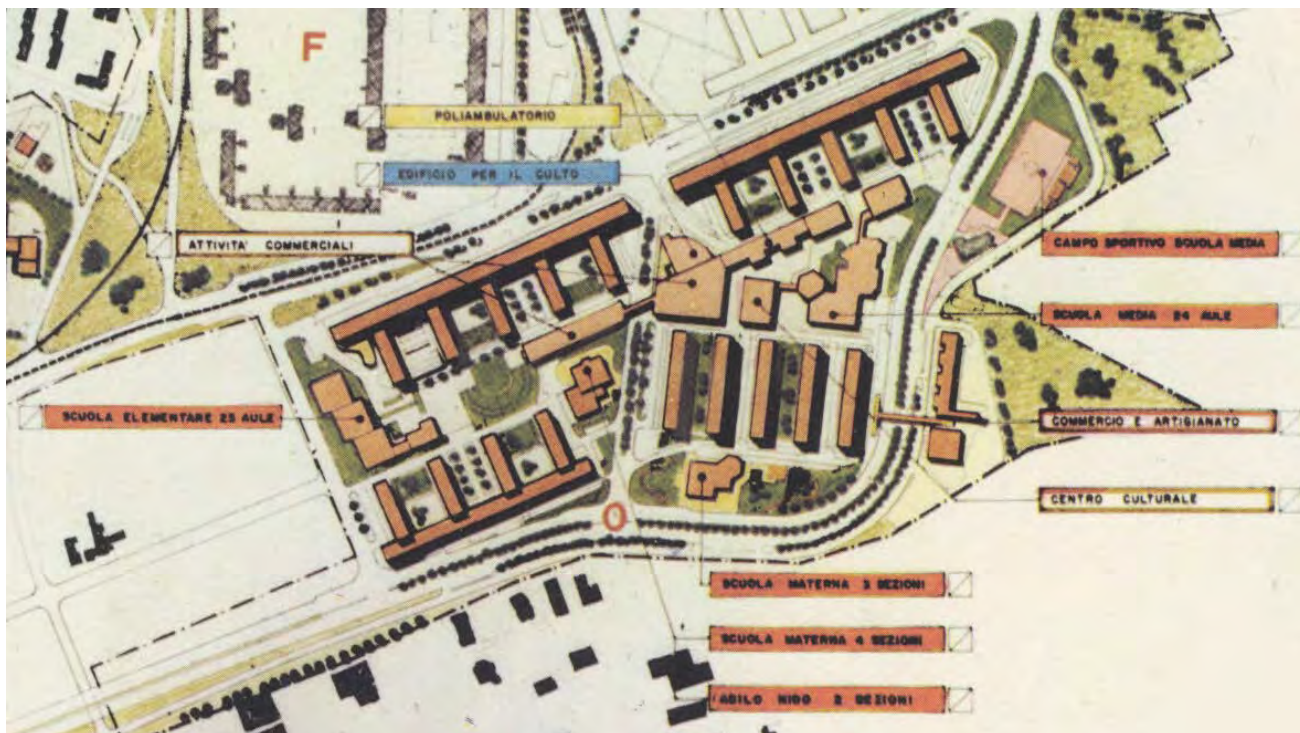 F
POLIAMBULATORIO
EDIFICIO PER IL CULTO
ATTIVITA' COMMERCIALI
CAMPO SPORTIVO SCUOLA MEDIA
SCUOLA MEDIA 24 AULE
SCUOLA ELEMENTARE 25 AULE
COMMERCIO E ARTIGIANATO
CENTRO CULTURALE
O
SCUOLA MATERNA 3 SEZIONI
SCUOLA MATERNA 4 SEZIONI
ASILO NIDO 2 SEZIONI